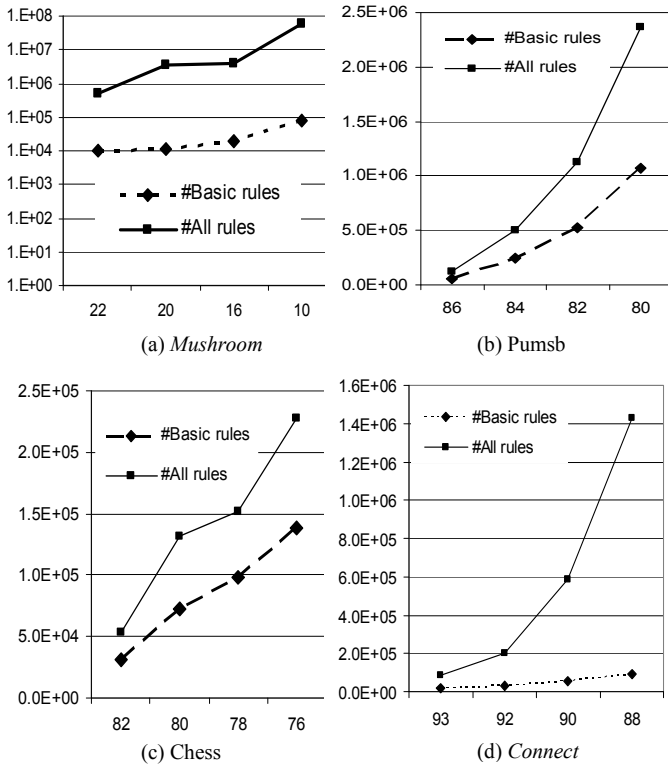 1.E+08
1.E+07
1.E+06
1.E+05
1.E+04
1.E+03
1.E+02
1.E+01
1.E+00
#Basic rules
#All rules
22 20 16 10
(a) Mushroom
2.5E+06
2.0E+06
1.5E+06
1.0E+06
5.0E+05
0.0E+00
#Basic rules
#All rules
86 84 82 80
(b) Pumsb
2.5E+05
2.0E+05
1.5E+05
1.0E+05
5.0E+04
0.0E+00
#Basic rules
#All rules
82 80 78 76
(c) Chess
1.6E+06
1.4E+06
1.2E+06
1.0E+06
8.0E+05
6.0E+05
4.0E+05
2.0E+05
0.0E+00
#Basic rules
#All rules
93 92 90 88
(d) Connect